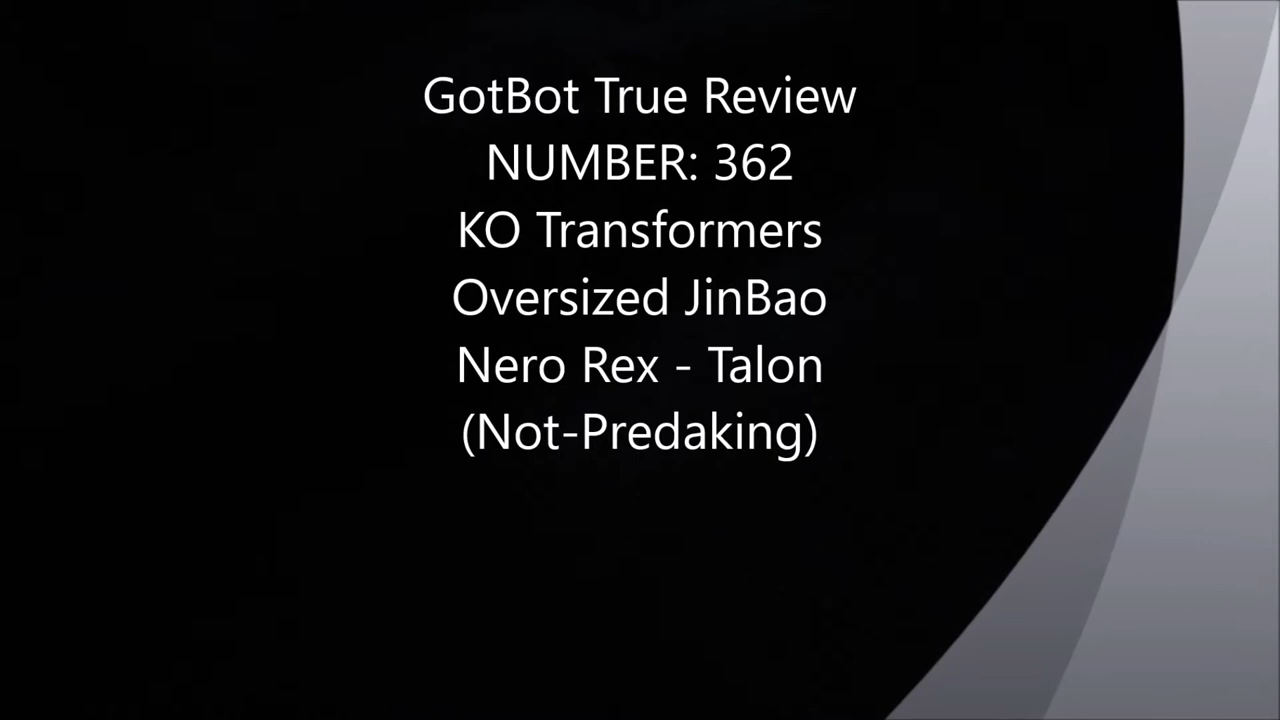 GotBot True Review
NUMBER: 362
KO Transformers
Oversized JinBao
Nero Rex - Talon
(Not-Predaking)